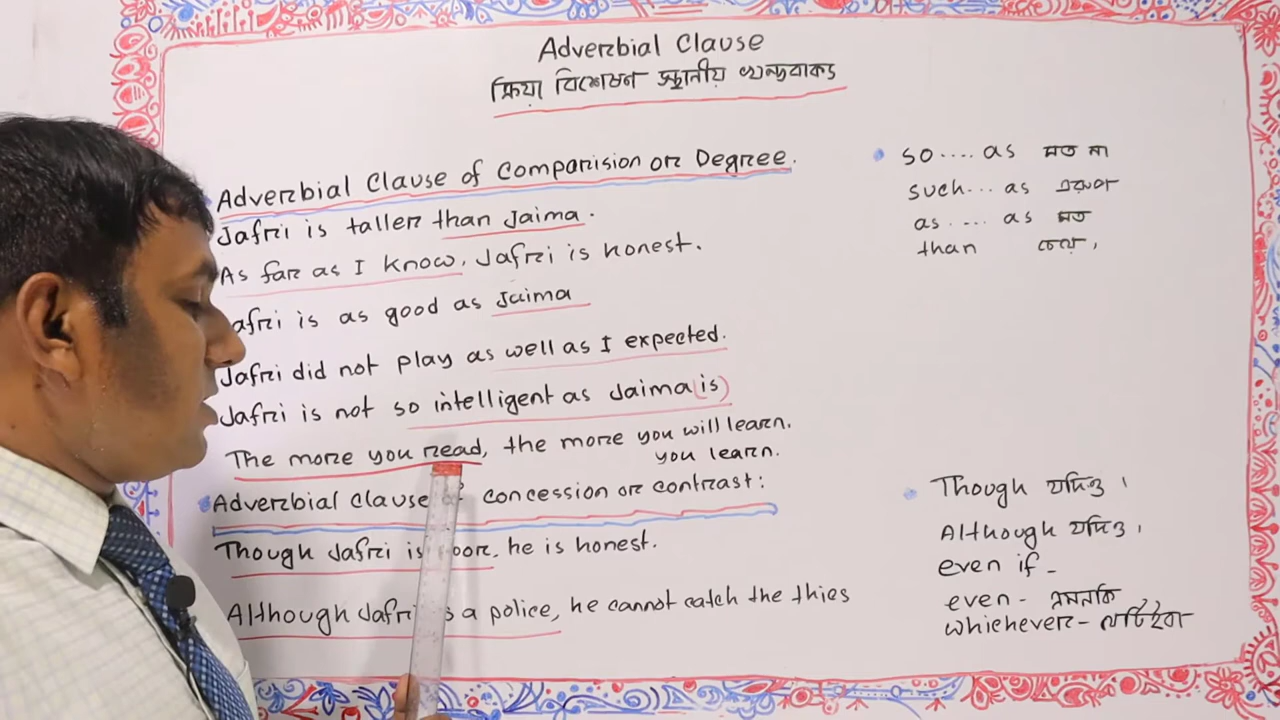 Adverbial Clause
ক্রিয়া বিশেষণ স্থানীয় খন্ডবাক্য
Adverbial Clause of Comparision or Degree.
Jafri is taller than Jaima.
As far as I know, Jafri is honest.
Jafri is as good as Jaima
Jafri did not play as well as I expected.
Jafri is not so intelligent as Jaima (is)
The more you read, the more you will learn.
you learn.
Adverbial clause concession or contrast:
Though Jafri is poor, he is honest.
Although Jafri is a police, he cannot catch the thies
so.... as মত না
such... as এরূপ
as.... as মত
than চেয়ে,
Though যদিও।
Although যদিও।
even if -
even - এমনকি
whichever -